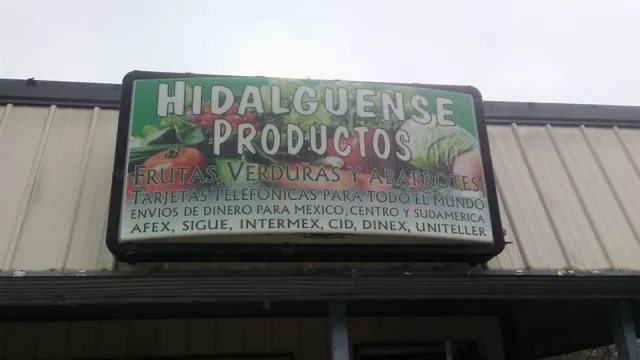 HIDALGUENSE
PRODUCTOS
FRUTAS, VERDURAS Y ABARROTES
TARJETAS TELEFONICAS PARA TODO EL MUNDO
ENVIOS DE DINERO PARA MEXICO, CENTRO Y SUDAMERICA
AFEX, SIGUE, INTERMEX, CID, DINEX, UNITELLER